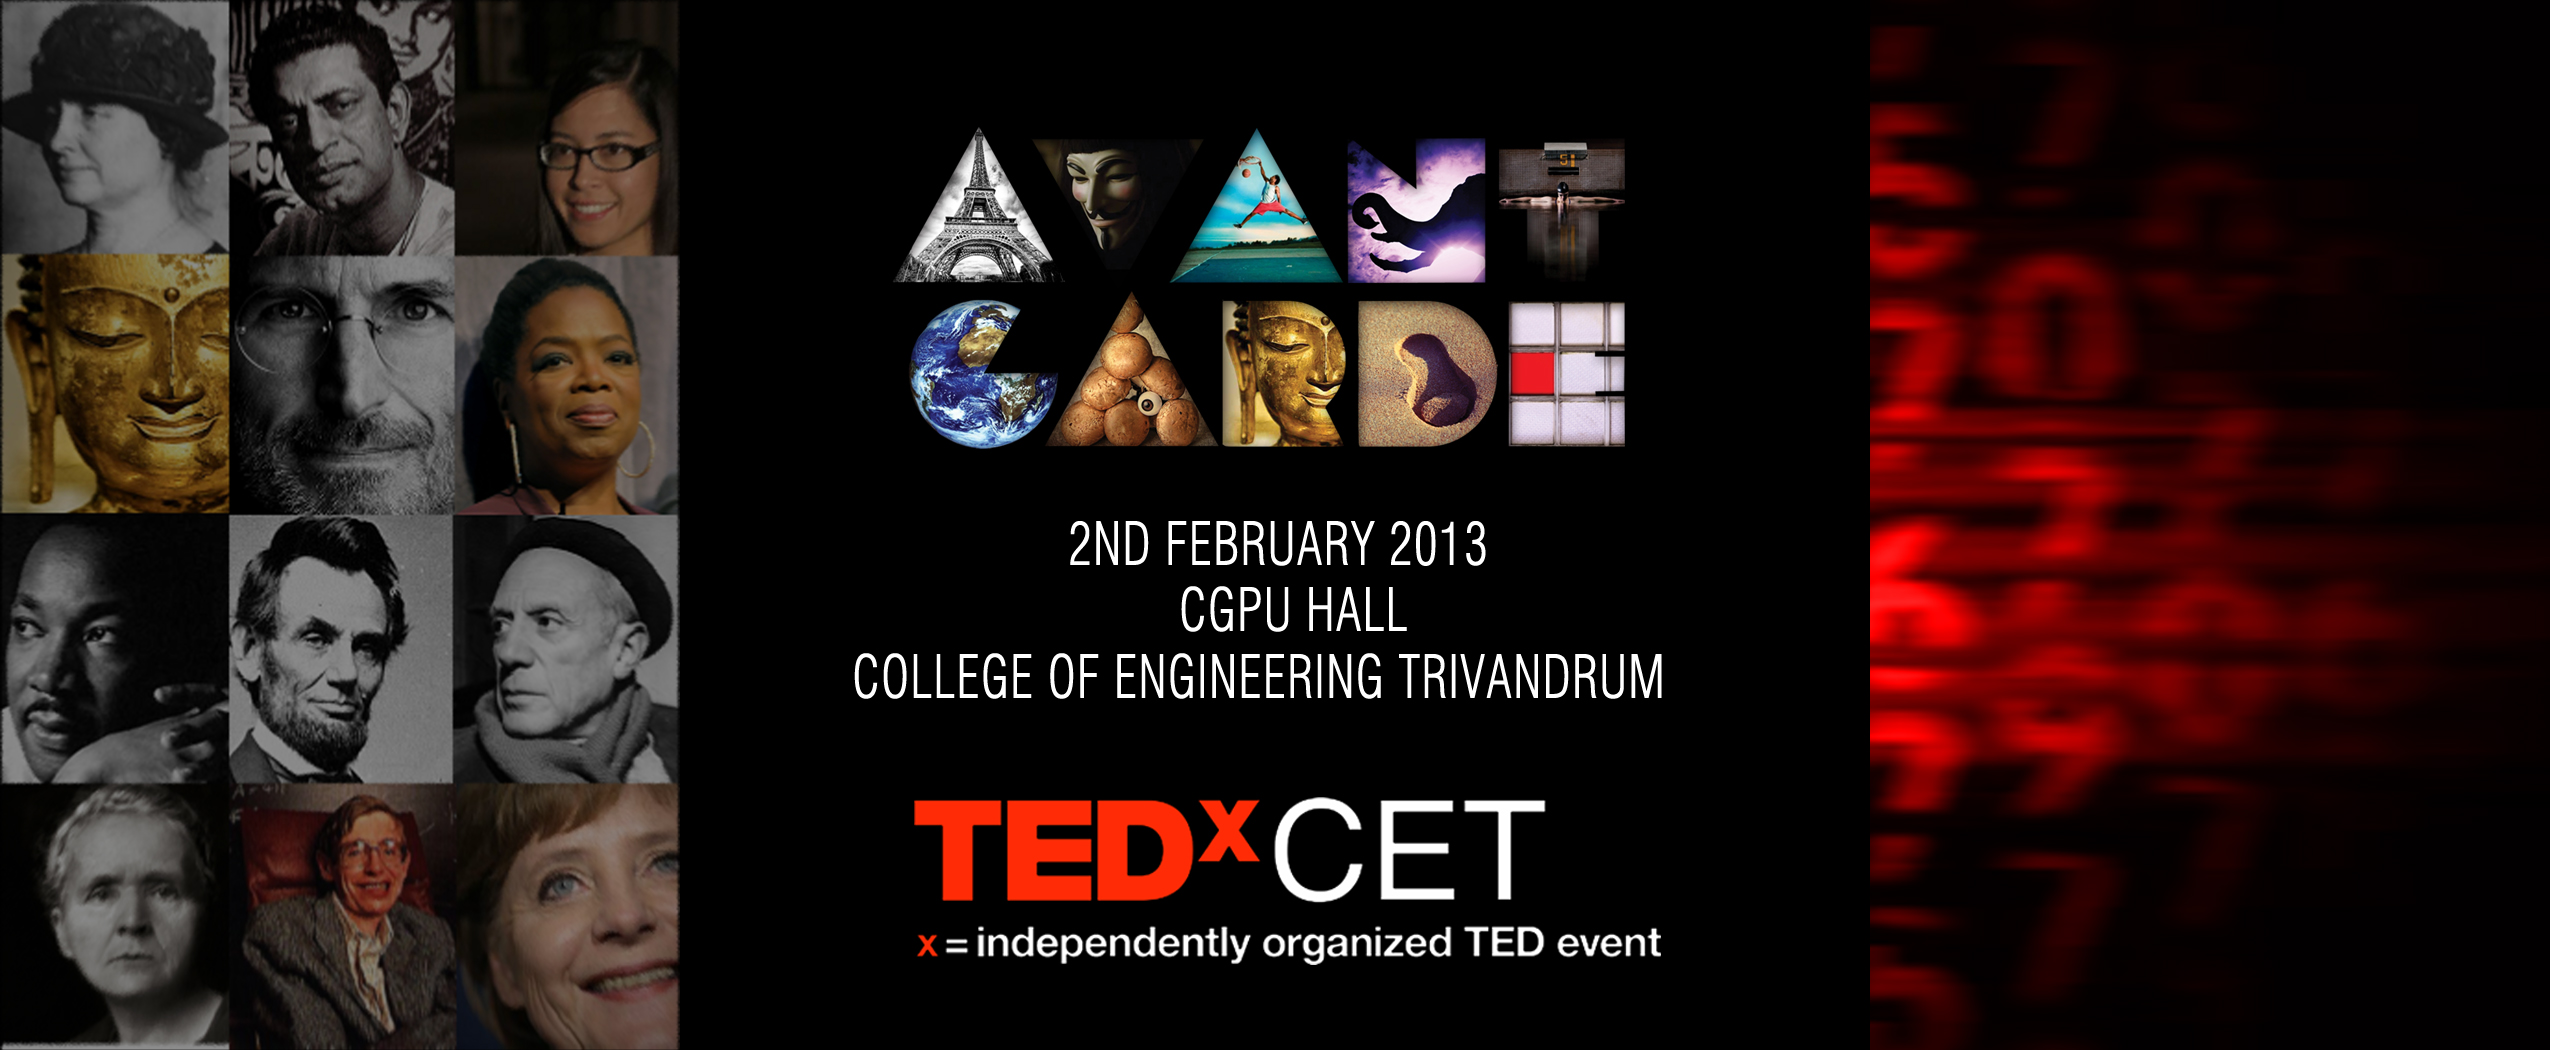 AVANT
GARDE
2ND FEBRUARY 2013
CGPU HALL
COLLEGE OF ENGINEERING TRIVANDRUM
TEDxCET
x = independently organized TED event